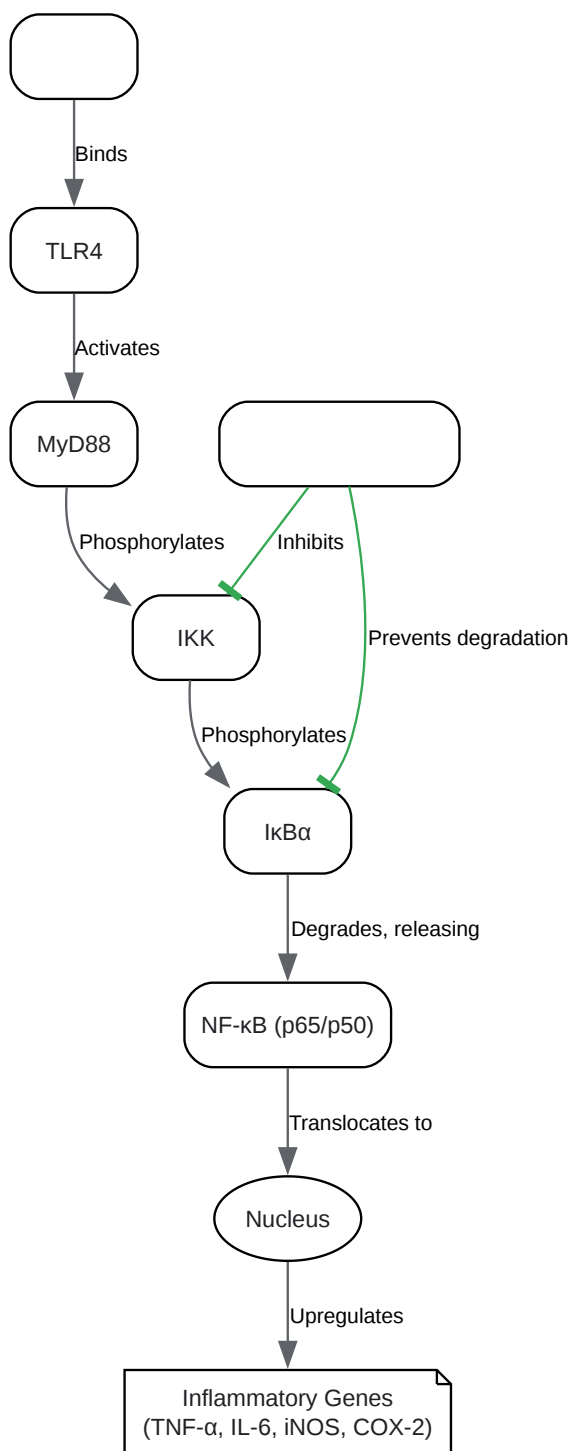 Binds
TLR4
Activates
MyD88
Phosphorylates
Inhibits
IKK
Prevents degradation
Phosphorylates
IκBα
Degrades, releasing
NF-κB (p65/p50)
Translocates to
Nucleus
Upregulates
Inflammatory Genes
(TNF-α, IL-6, iNOS, COX-2)